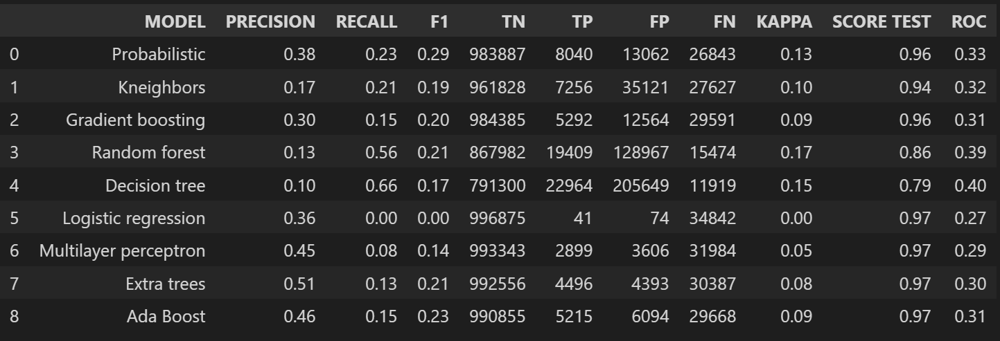 MODEL PRECISION RECALL F1 TN TP FP FN KAPPA SCORE TEST ROC
0 Probabilistic 0.38 0.23 0.29 983887 8040 13062 26843 0.13 0.96 0.33
1 Kneighbors 0.17 0.21 0.19 961828 7256 35121 27627 0.10 0.94 0.32
2 Gradient boosting 0.30 0.15 0.20 984385 5292 12564 29591 0.09 0.96 0.31
3 Random forest 0.13 0.56 0.21 867982 19409 128967 15474 0.17 0.86 0.39
4 Decision tree 0.10 0.66 0.17 791300 22964 205649 11919 0.15 0.79 0.40
5 Logistic regression 0.36 0.00 0.00 996875 41 74 34842 0.00 0.97 0.27
6 Multilayer perceptron 0.45 0.08 0.14 993343 2899 3606 31984 0.05 0.97 0.29
7 Extra trees 0.51 0.13 0.21 992556 4496 4393 30387 0.08 0.97 0.30
8 Ada Boost 0.46 0.15 0.23 990855 5215 6094 29668 0.09 0.97 0.31